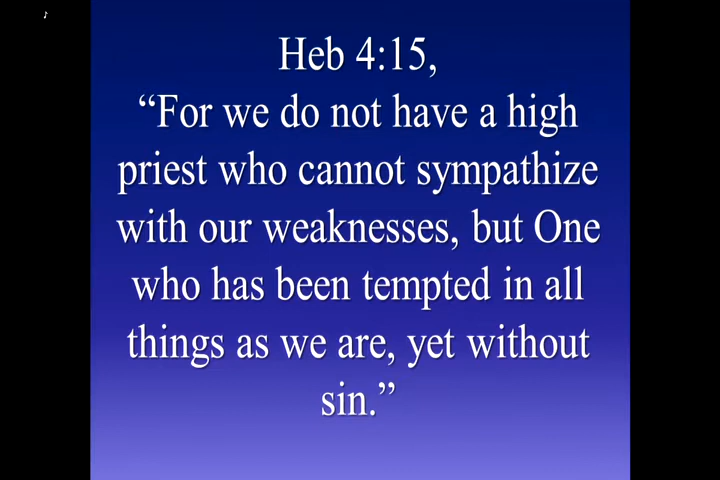 Heb 4:15,
“For we do not have a high
priest who cannot sympathize
with our weaknesses, but One
who has been tempted in all
things as we are, yet without
sin.”